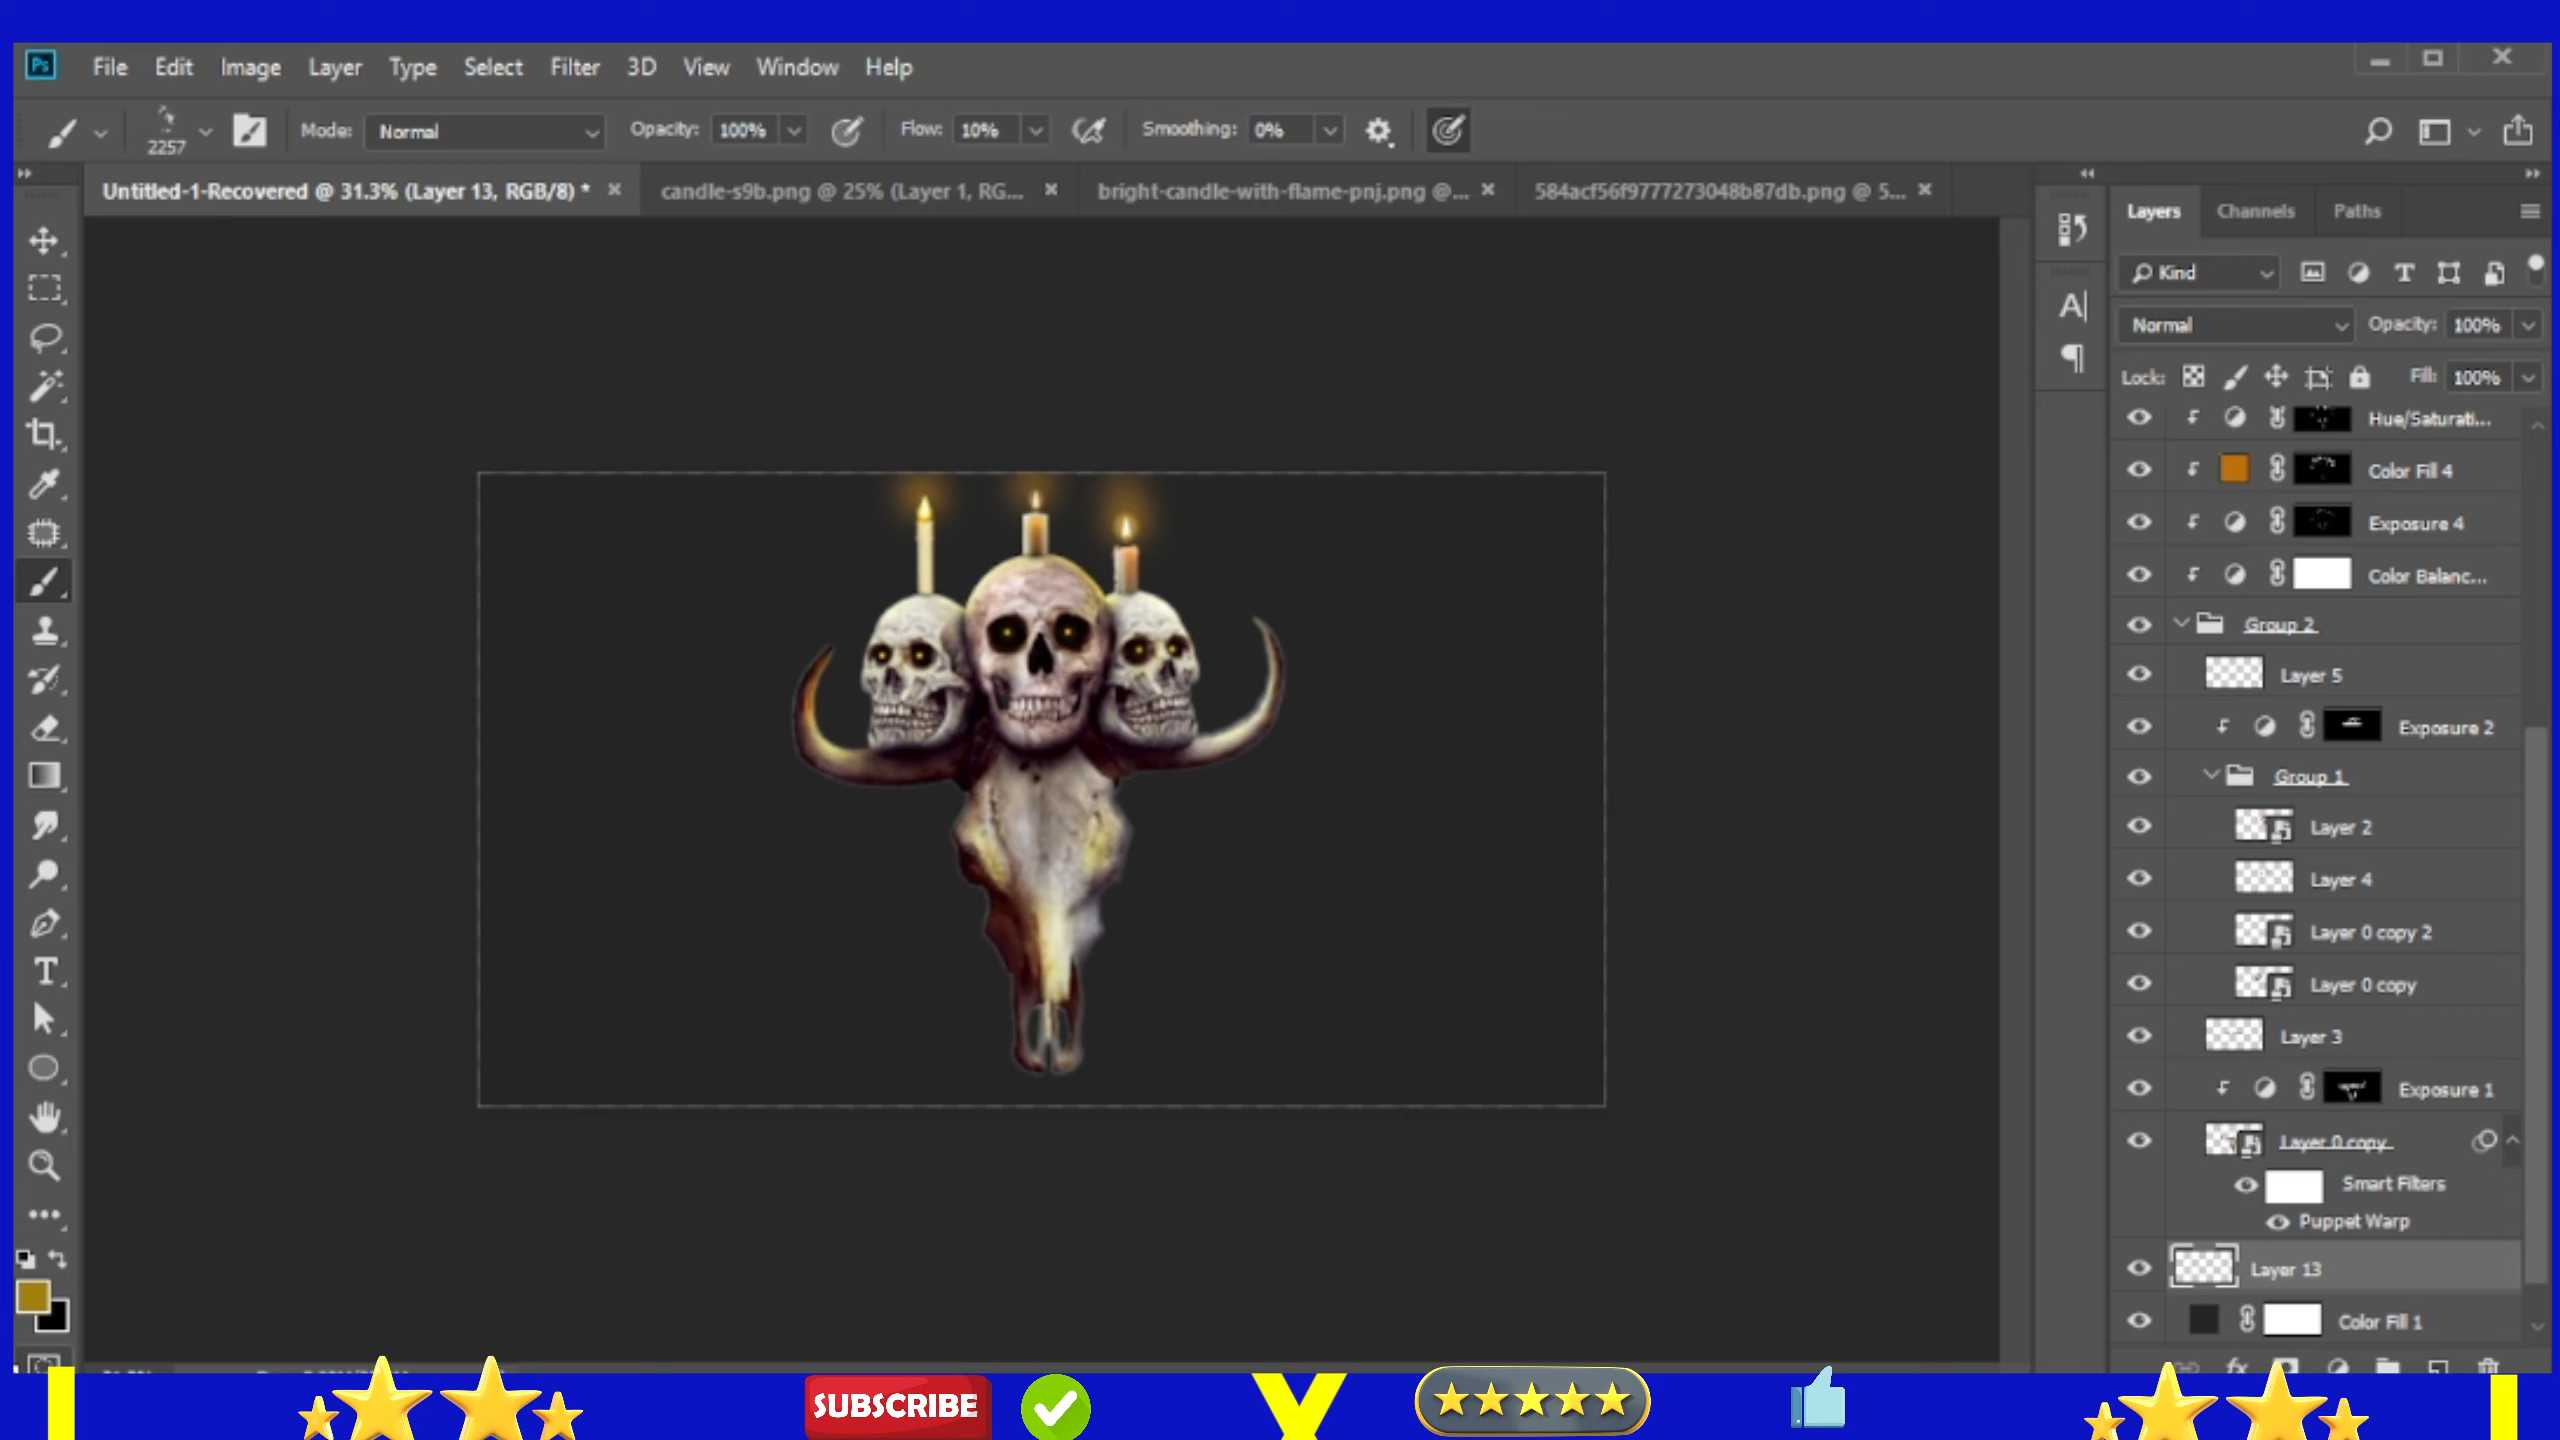 Ps File Edit Image Layer Type Select Filter 3D View Window Help
2257 Mode: Normal Opacity: 100% Flow: 10% Smoothing: 0%
Untitled-1-Recovered @ 31.3% (Layer 13, RGB/8) * candle-s9b.png @ 25% (Layer 1, RG... bright-candle-with-flame-pnj.png @... 584acf56f9777273048b87db.png @ 5...
Layers Channels Paths
Kind
Normal Opacity: 100%
Lock: Fill: 100%
Hue/Saturati...
Color Fill 4
Exposure 4
Color Balanc...
Group 2
Layer 5
Exposure 2
Group 1
Layer 2
Layer 4
Layer 0 copy 2
Layer 0 copy
Layer 3
Exposure 1
Layer 0 copy
Smart Filters
Puppet Warp
Layer 13
Color Fill 1
SUBSCRIBE